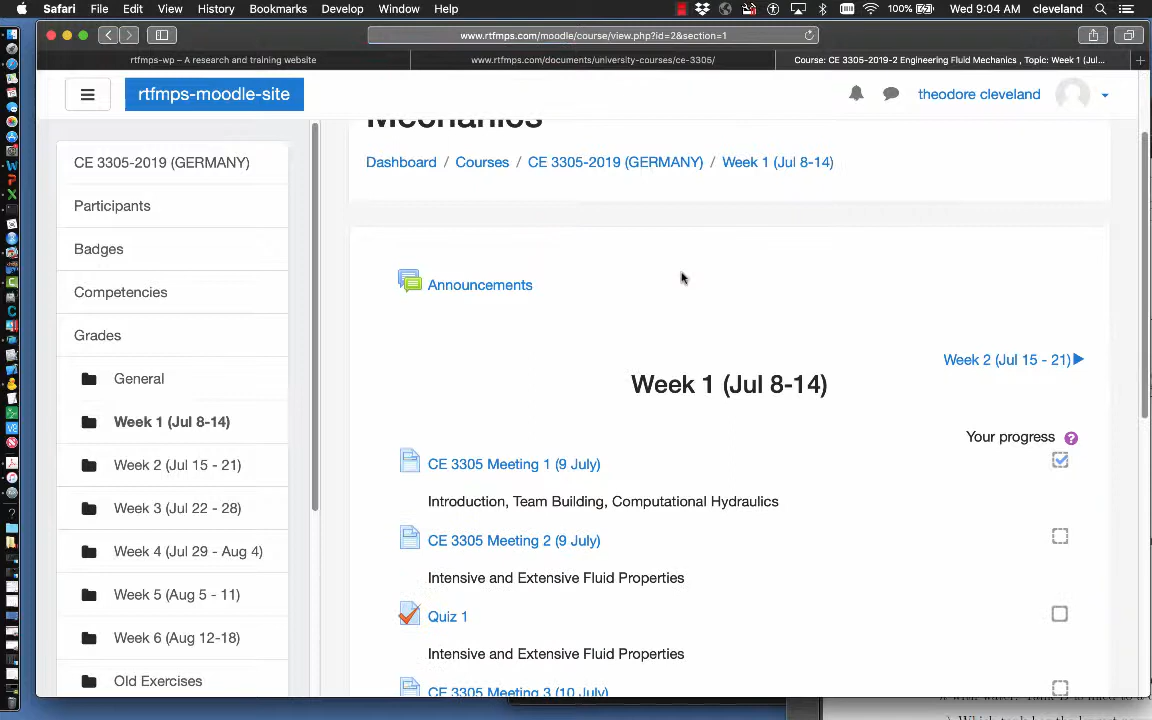 Safari File Edit View History Bookmarks Develop Window Help 100% Wed 9:04 AM cleveland
www.rtfmps.com/moodle/course/view.php?id=2&section=1
rtfmps-wp – A research and training website
www.rtfmps.com/documents/university-courses/ce-3305/
Course: CE 3305-2019-2 Engineering Fluid Mechanics , Topic: Week 1 (Jul...
rtfmps-moodle-site
theodore cleveland
Mechanics
Dashboard / Courses / CE 3305-2019 (GERMANY) / Week 1 (Jul 8-14)
CE 3305-2019 (GERMANY)
Participants
Badges
Competencies
Grades
General
Week 1 (Jul 8-14)
Week 2 (Jul 15 - 21)
Week 3 (Jul 22 - 28)
Week 4 (Jul 29 - Aug 4)
Week 5 (Aug 5 - 11)
Week 6 (Aug 12-18)
Old Exercises
Announcements
Week 2 (Jul 15 - 21)▶
Week 1 (Jul 8-14)
Your progress ?
CE 3305 Meeting 1 (9 July)
Introduction, Team Building, Computational Hydraulics
CE 3305 Meeting 2 (9 July)
Intensive and Extensive Fluid Properties
Quiz 1
Intensive and Extensive Fluid Properties
CE 3305 Meeting 3 (10 July)